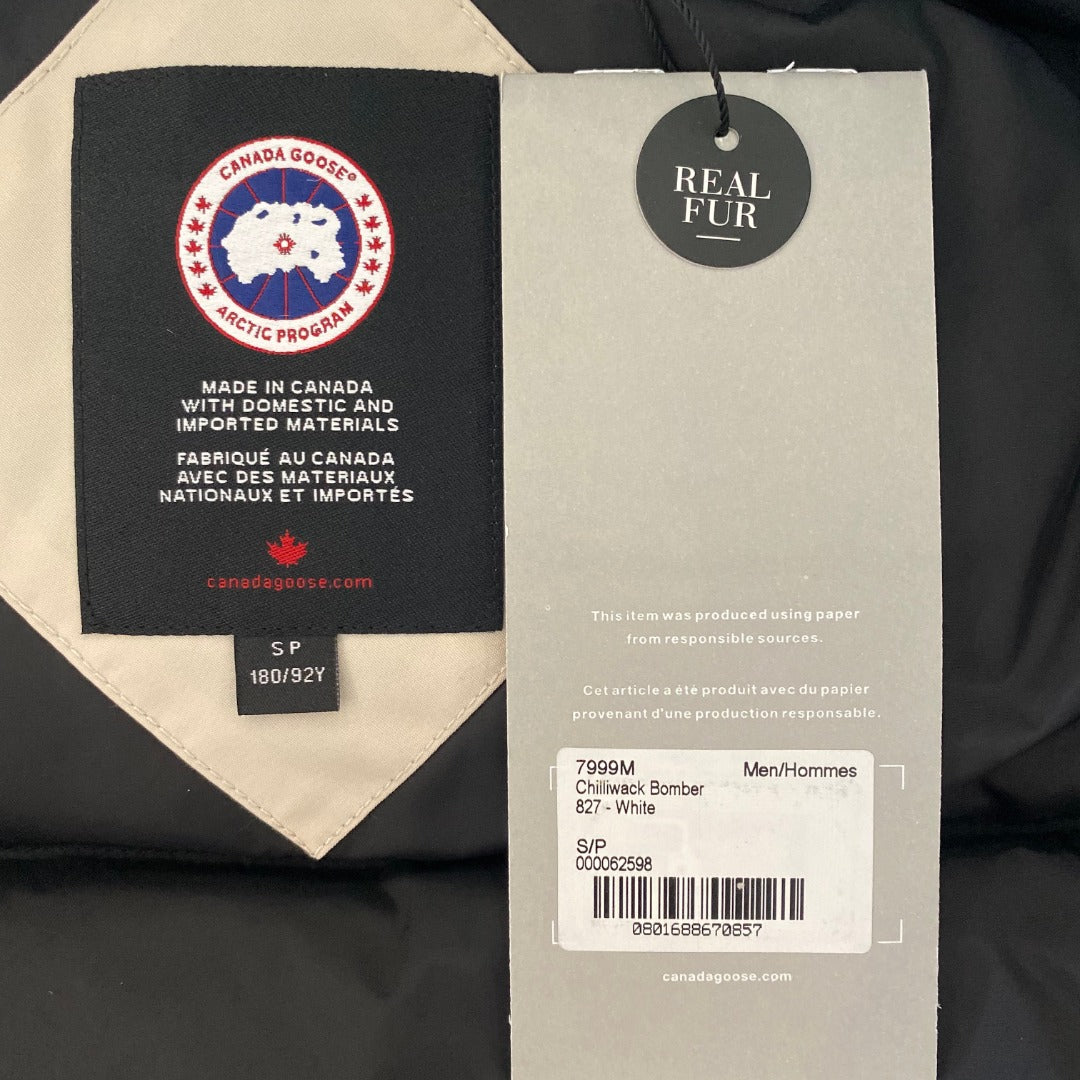 CANADA GOOSE®
ARCTIC PROGRAM
MADE IN CANADA
WITH DOMESTIC AND
IMPORTED MATERIALS
FABRIQUÉ AU CANADA
AVEC DES MATERIAUX
NATIONAUX ET IMPORTÉS
canadagoose.com
S P
180/92Y
REAL
FUR
This item was produced using paper
from responsible sources.
Cet article a été produit avec du papier
provenant d'une production responsable.
7999M Men/Hommes
Chilliwack Bomber
827 - White
S/P
000062598
0801688670857
canadagoose.com